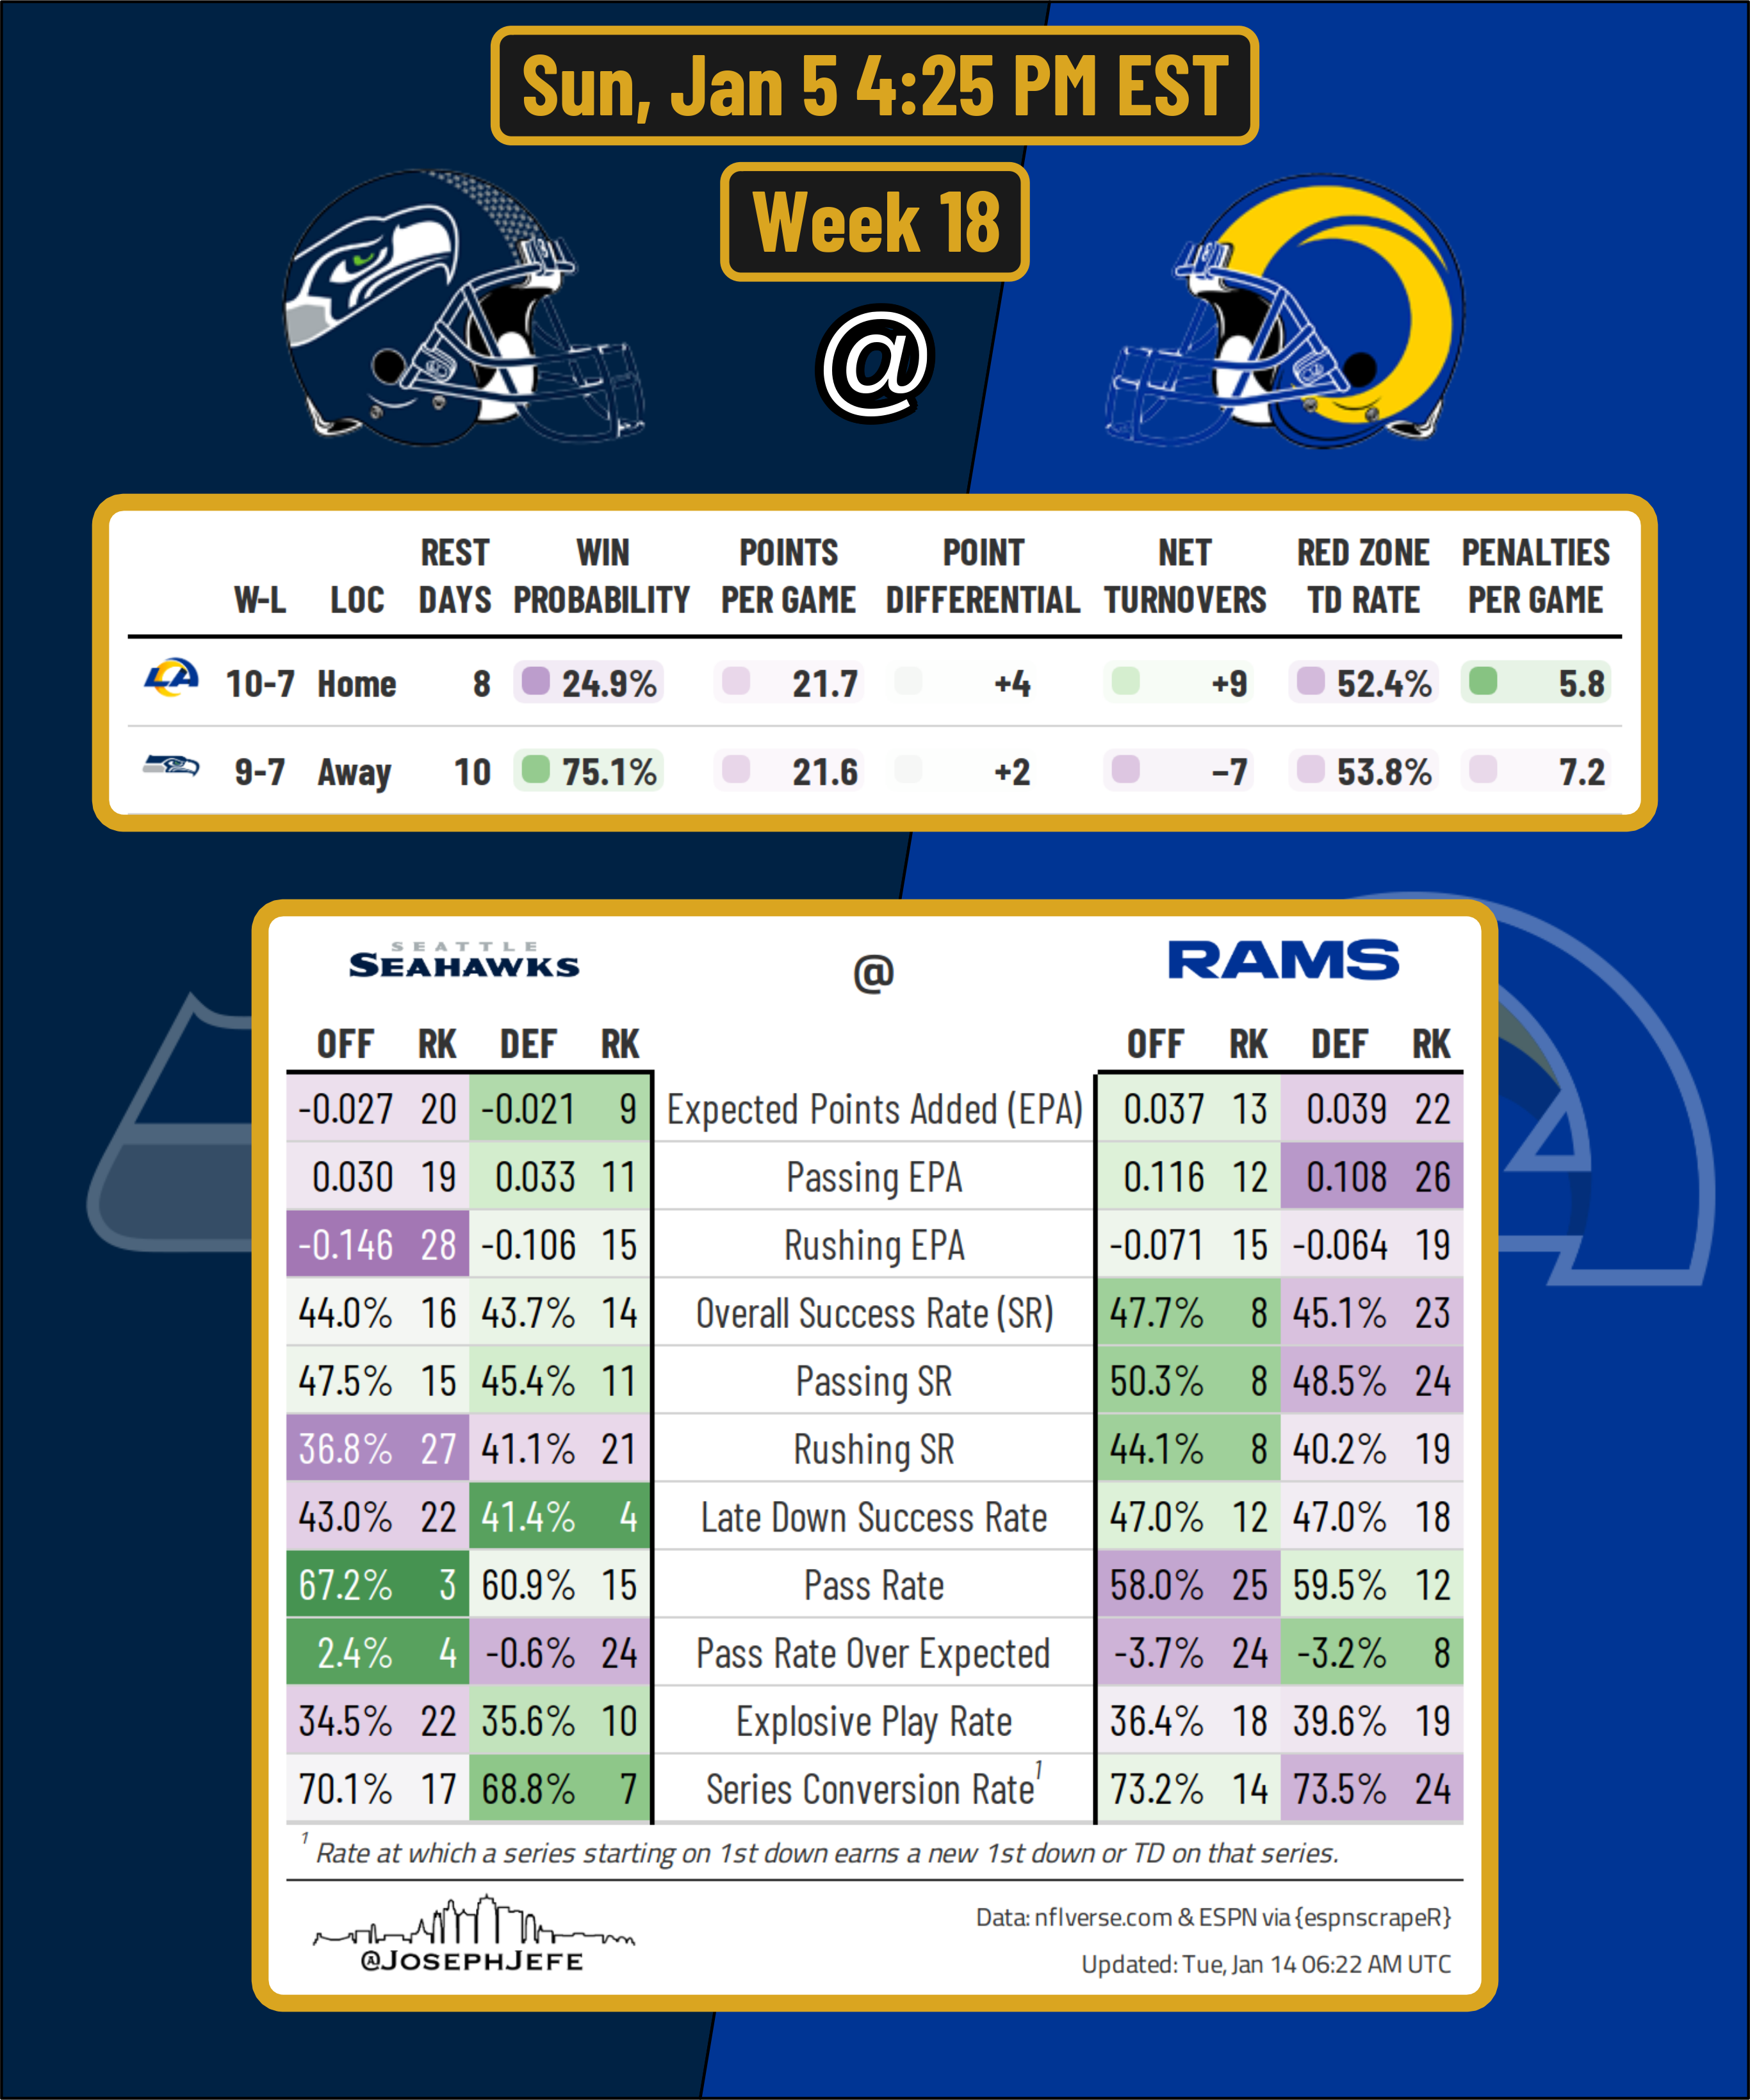 Sun, Jan 5 4:25 PM EST
Week 18
@
W-L LOC REST DAYS WIN PROBABILITY POINTS PER GAME POINT DIFFERENTIAL NET TURNOVERS RED ZONE TD RATE PENALTIES PER GAME
LA 10-7 Home 8 24.9% 21.7 +4 +9 52.4% 5.8
9-7 Away 10 75.1% 21.6 +2 −7 53.8% 7.2
SEATTLE
SEAHAWKS @ RAMS
OFF RK DEF RK OFF RK DEF RK
-0.027 20 -0.021 9 Expected Points Added (EPA) 0.037 13 0.039 22
0.030 19 0.033 11 Passing EPA 0.116 12 0.108 26
-0.146 28 -0.106 15 Rushing EPA -0.071 15 -0.064 19
44.0% 16 43.7% 14 Overall Success Rate (SR) 47.7% 8 45.1% 23
47.5% 15 45.4% 11 Passing SR 50.3% 8 48.5% 24
36.8% 27 41.1% 21 Rushing SR 44.1% 8 40.2% 19
43.0% 22 41.4% 4 Late Down Success Rate 47.0% 12 47.0% 18
67.2% 3 60.9% 15 Pass Rate 58.0% 25 59.5% 12
2.4% 4 -0.6% 24 Pass Rate Over Expected -3.7% 24 -3.2% 8
34.5% 22 35.6% 10 Explosive Play Rate 36.4% 18 39.6% 19
70.1% 17 68.8% 7 Series Conversion Rate1 73.2% 14 73.5% 24
1 Rate at which a series starting on 1st down earns a new 1st down or TD on that series.
@JOSEPHJEFE
Data: nflverse.com & ESPN via {espnscrapeR}
Updated: Tue, Jan 14 06:22 AM UTC